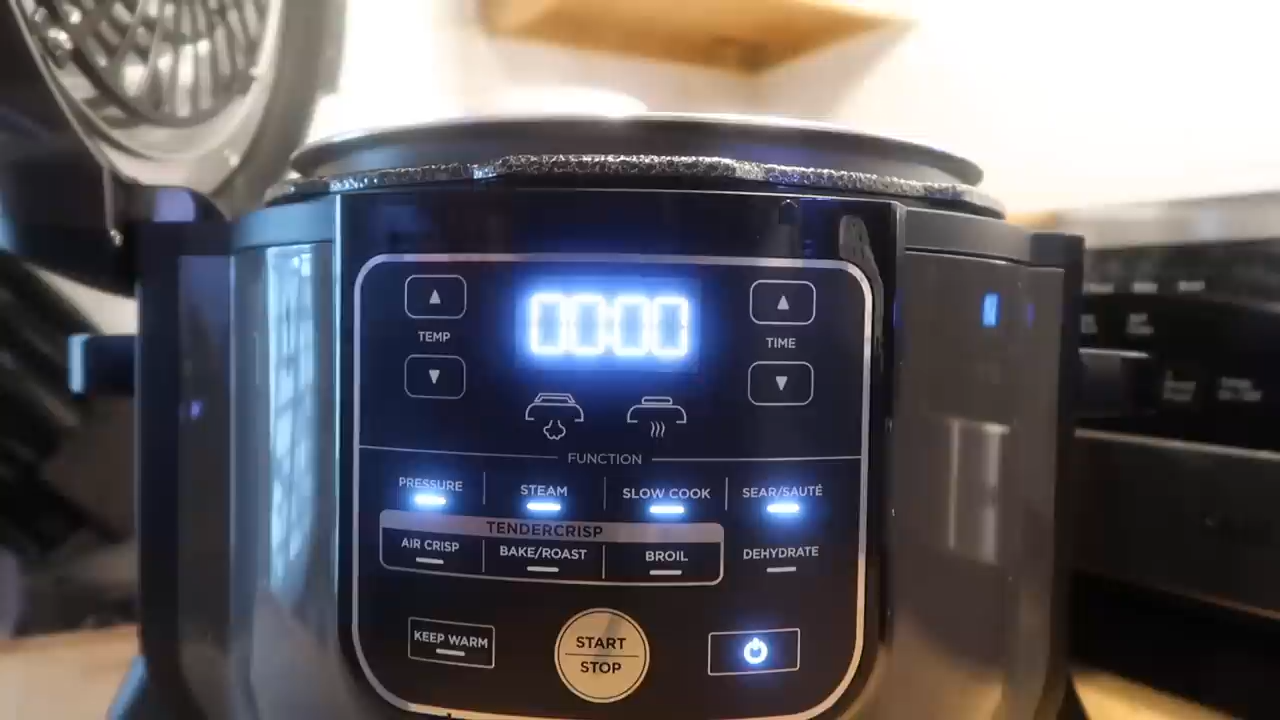 00:00
TEMP
TIME
FUNCTION
PRESSURE
STEAM
SLOW COOK
SEAR/SAUTÉ
TENDERCRISP
AIR CRISP
BAKE/ROAST
BROIL
DEHYDRATE
KEEP WARM
START
STOP